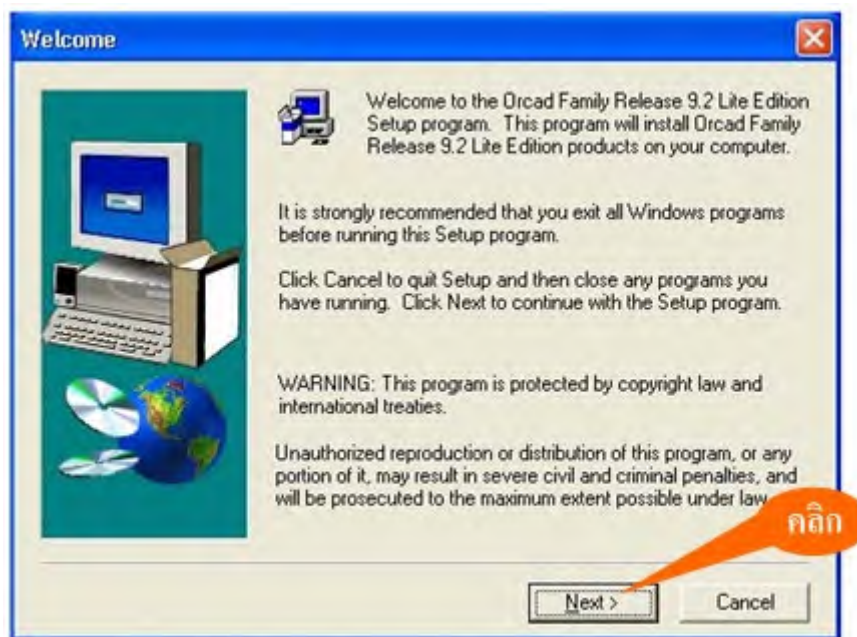 Welcome
Welcome to the Orcad Family Release 9.2 Lite Edition
Setup program. This program will install Orcad Family
Release 9.2 Lite Edition products on your computer.
It is strongly recommended that you exit all Windows programs
before running this Setup program.
Click Cancel to quit Setup and then close any programs you
have running. Click Next to continue with the Setup program.
WARNING: This program is protected by copyright law and
international treaties.
Unauthorized reproduction or distribution of this program, or any
portion of it, may result in severe civil and criminal penalties, and
will be prosecuted to the maximum extent possible under law
คลิก
Next >
Cancel